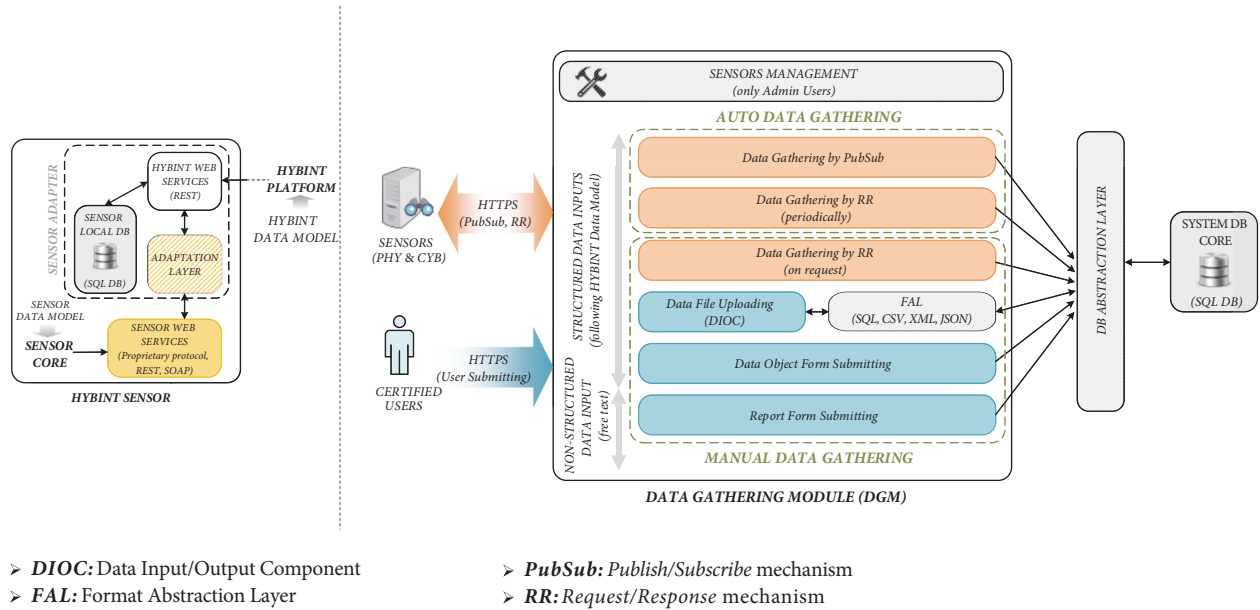 SENSOR ADAPTER
HYBINT WEB
SERVICES
(REST)
SENSOR
LOCAL DB
(SQL DB)
ADAPTATION
LAYER
SENSOR
DATA MODEL
SENSOR
CORE
SENSOR WEB
SERVICES
(Proprietary protocol,
REST, SOAP)
HYBINT SENSOR
HYBINT
PLATFORM
HYBINT
DATA MODEL
SENSORS
(PHY & CYB)
HTTPS
(PubSub, RR)
CERTIFIED
USERS
HTTPS
(User Submitting)
SENSORS MANAGEMENT
(only Admin Users)
AUTO DATA GATHERING
STRUCTURED DATA INPUTS
(following HYBINT Data Model)
NON-STRUCTURED
DATA INPUT
(free text)
Data Gathering by PubSub
Data Gathering by RR
(periodically)
Data Gathering by RR
(on request)
Data File Uploading
(DIOC)
FAL
(SQL, CSV, XML, JSON)
Data Object Form Submitting
Report Form Submitting
MANUAL DATA GATHERING
DATA GATHERING MODULE (DGM)
DB ABSTRACTION LAYER
SYSTEM DB
CORE
(SQL DB)
➢ DIOC: Data Input/Output Component
➢ FAL: Format Abstraction Layer
➢ PubSub: Publish/Subscribe mechanism
➢ RR: Request/Response mechanism